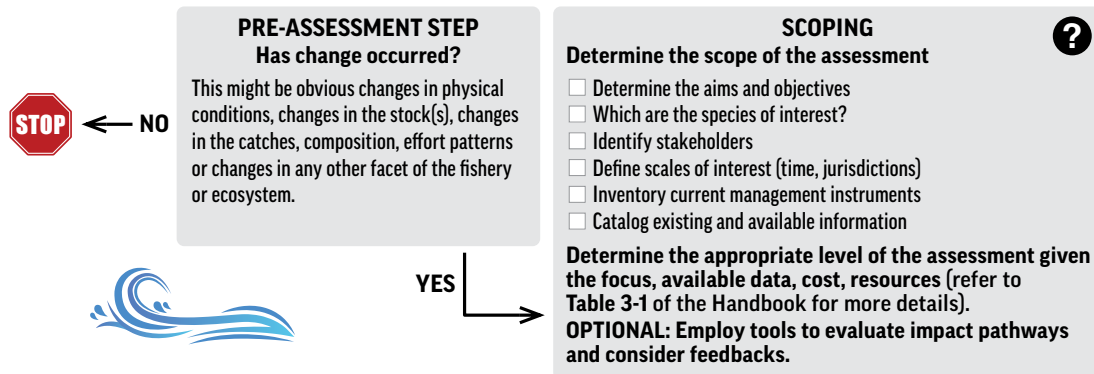 PRE-ASSESSMENT STEP
Has change occurred?
This might be obvious changes in physical
conditions, changes in the stock(s), changes
in the catches, composition, effort patterns
or changes in any other facet of the fishery
or ecosystem.
STOP
NO
YES
SCOPING
?
Determine the scope of the assessment
Determine the aims and objectives
Which are the species of interest?
Identify stakeholders
Define scales of interest (time, jurisdictions)
Inventory current management instruments
Catalog existing and available information
Determine the appropriate level of the assessment given
the focus, available data, cost, resources (refer to
Table 3-1 of the Handbook for more details).
OPTIONAL: Employ tools to evaluate impact pathways
and consider feedbacks.